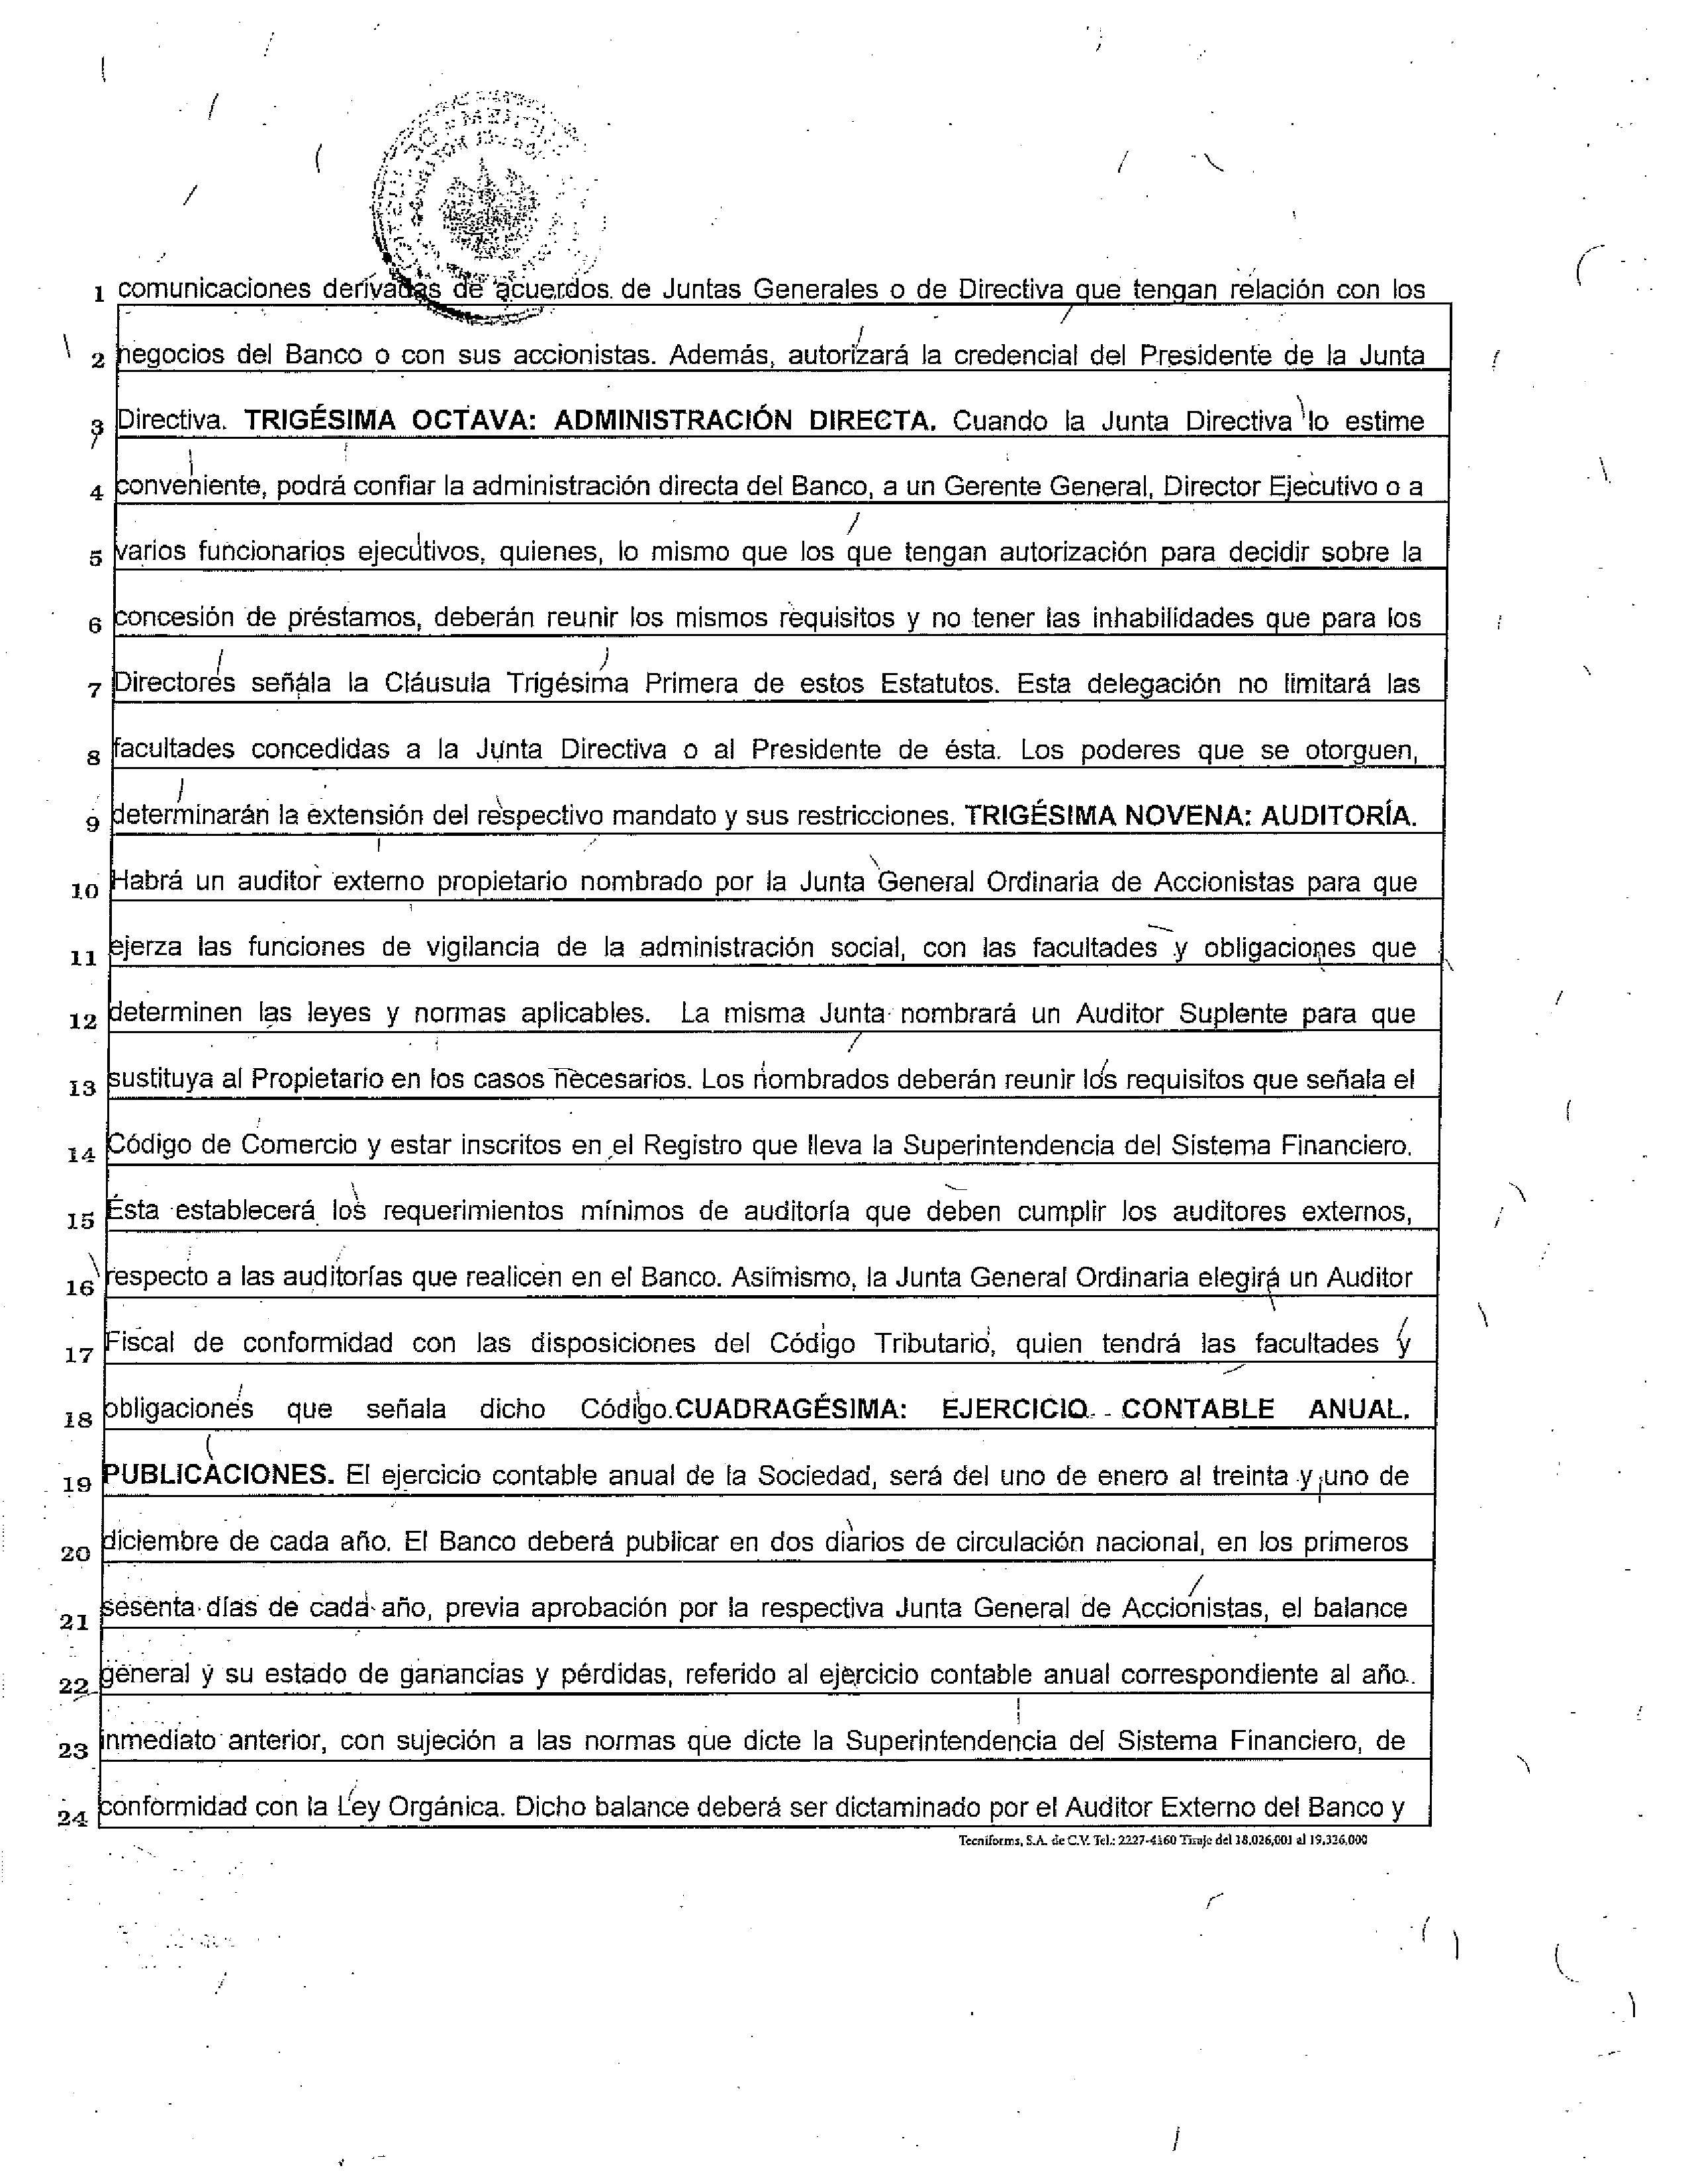 1 comunicaciones derivadas de acuerdos de Juntas Generales o de Directiva que tengan relación con los
2 negocios del Banco o con sus accionistas. Además, autorizará la credencial del Presidente de la Junta
3 Directiva. TRIGÉSIMA OCTAVA: ADMINISTRACIÓN DIRECTA. Cuando la Junta Directiva lo estime
4 conveniente, podrá confiar la administración directa del Banco, a un Gerente General, Director Ejecutivo o a
5 varios funcionarios ejecutivos, quienes, lo mismo que los que tengan autorización para decidir sobre la
6 concesión de préstamos, deberán reunir los mismos requisitos y no tener las inhabilidades que para los
7 Directores señala la Cláusula Trigésima Primera de estos Estatutos. Esta delegación no limitará las
8 facultades concedidas a la Junta Directiva o al Presidente de ésta. Los poderes que se otorguen,
9 determinarán la extensión del respectivo mandato y sus restricciones. TRIGÉSIMA NOVENA: AUDITORÍA.
10 Habrá un auditor externo propietario nombrado por la Junta General Ordinaria de Accionistas para que
11 ejerza las funciones de vigilancia de la administración social, con las facultades y obligaciones que
12 determinen las leyes y normas aplicables. La misma Junta nombrará un Auditor Suplente para que
13 sustituya al Propietario en los casos necesarios. Los nombrados deberán reunir los requisitos que señala el
14 Código de Comercio y estar inscritos en el Registro que lleva la Superintendencia del Sistema Financiero.
15 Ésta establecerá los requerimientos mínimos de auditoría que deben cumplir los auditores externos,
16 respecto a las auditorías que realicen en el Banco. Asimismo, la Junta General Ordinaria elegirá un Auditor
17 Fiscal de conformidad con las disposiciones del Código Tributario, quien tendrá las facultades y
18 obligaciones que señala dicho Código.CUADRAGÉSIMA: EJERCICIO CONTABLE ANUAL.
19 PUBLICACIONES. El ejercicio contable anual de la Sociedad, será del uno de enero al treinta y uno de
20 diciembre de cada año. El Banco deberá publicar en dos diarios de circulación nacional, en los primeros
21 sesenta días de cada año, previa aprobación por la respectiva Junta General de Accionistas, el balance
22 general y su estado de ganancias y pérdidas, referido al ejercicio contable anual correspondiente al año
23 inmediato anterior, con sujeción a las normas que dicte la Superintendencia del Sistema Financiero, de
24 conformidad con la Ley Orgánica. Dicho balance deberá ser dictaminado por el Auditor Externo del Banco y
Tecniforms, S.A. de C.V. Tel.: 2227-4160 Tiraje del 18,026,001 al 19,326,000